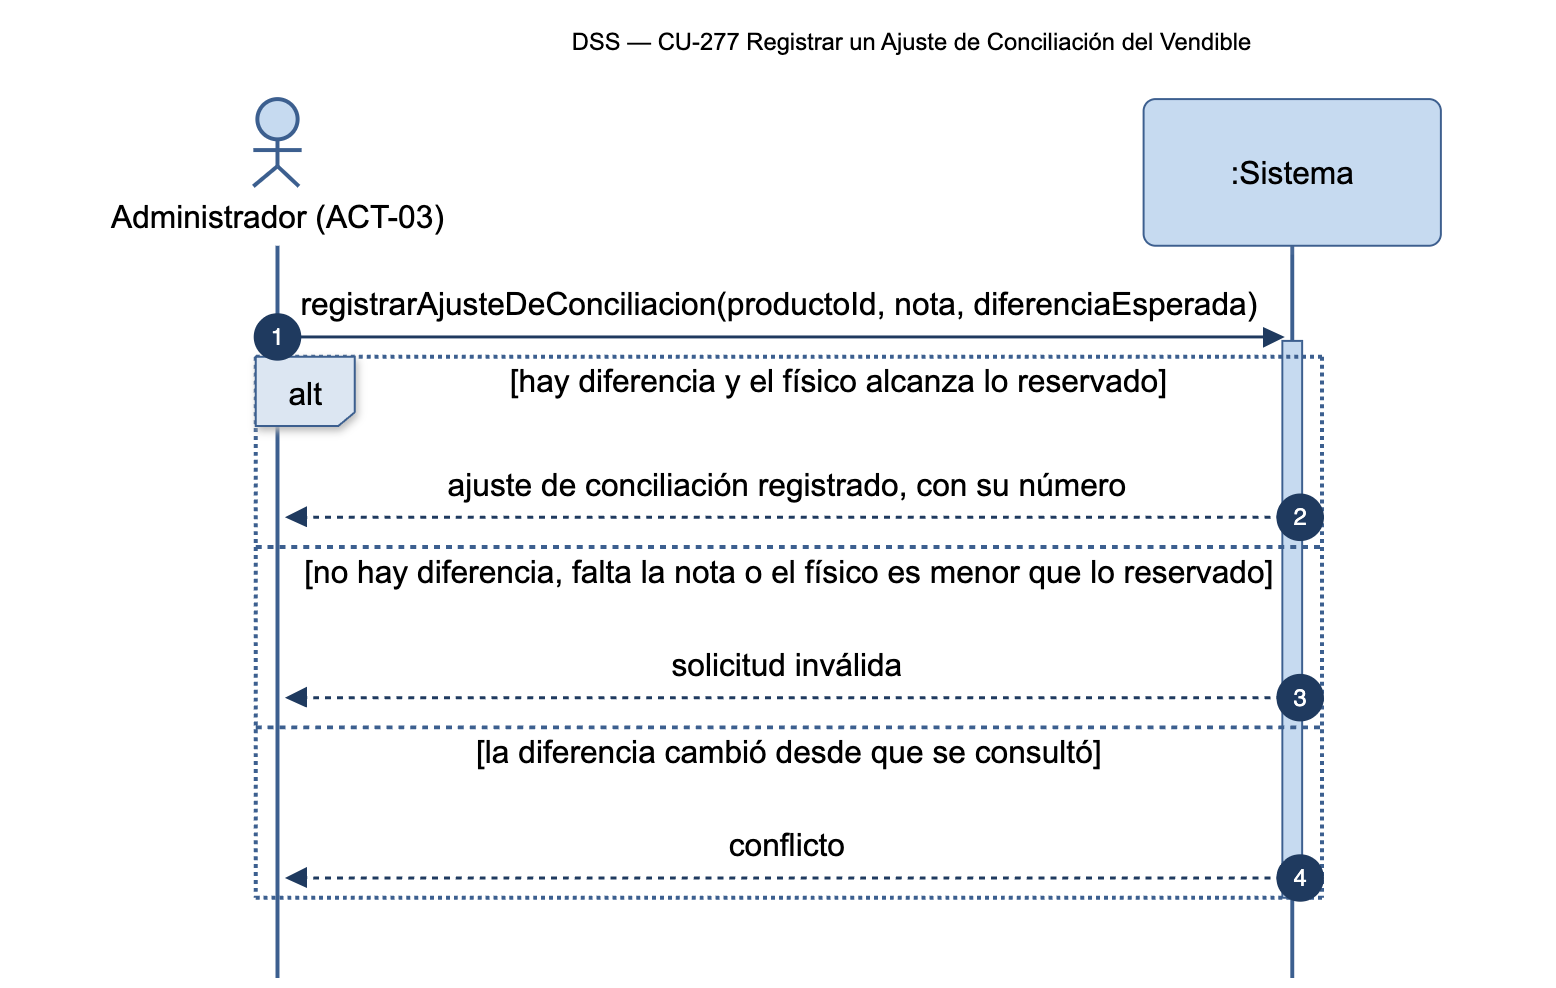 DSS — CU-277 Registrar un Ajuste de Conciliación del Vendible
Administrador (ACT-03)
:Sistema
registrarAjusteDeConciliacion(productoId, nota, diferenciaEsperada)
1
alt
[hay diferencia y el físico alcanza lo reservado]
ajuste de conciliación registrado, con su número
2
[no hay diferencia, falta la nota o el físico es menor que lo reservado]
solicitud inválida
3
[la diferencia cambió desde que se consultó]
conflicto
4